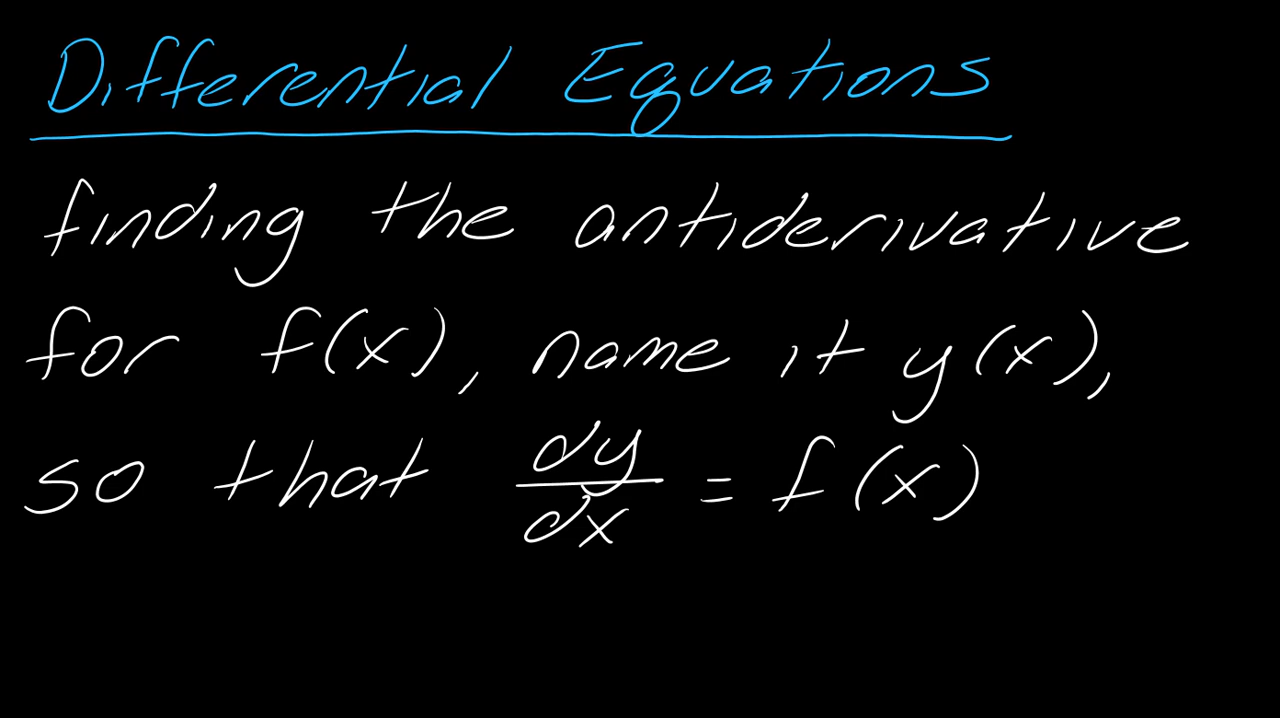 Differential Equations
finding the antiderivative
for f(x), name it y(x),
so that dy/dx = f(x)